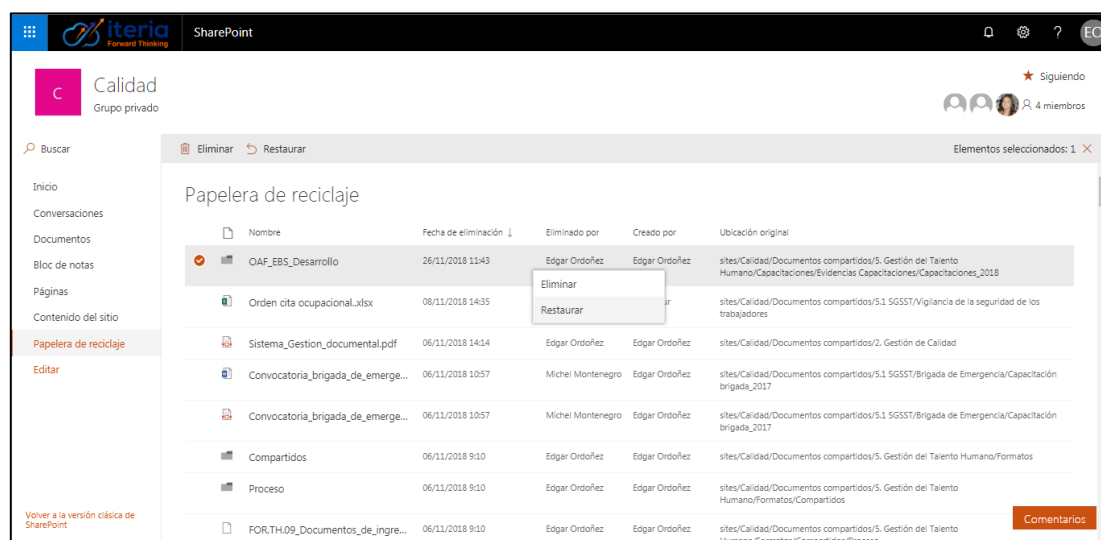 iteria
Forward Thinking
SharePoint
?
EO
C
Calidad
Grupo privado
★ Siguiendo
4 miembros
Buscar
Eliminar Restaurar
Elementos seleccionados: 1 ×
Inicio
Conversaciones
Documentos
Bloc de notas
Páginas
Contenido del sitio
Papelera de reciclaje
Editar
Volver a la versión clásica de
SharePoint
Papelera de reciclaje
Nombre Fecha de eliminación ↓ Eliminado por Creado por Ubicación original
OAF_EBS_Desarrollo 26/11/2018 11:43 Edgar Ordoñez Edgar Ordoñez sites/Calidad/Documentos compartidos/5. Gestión del Talento
Humano/Capacitaciones/Evidencias Capacitaciones/Capacitaciones_2018
Eliminar
Restaurar
Orden cita ocupacional..xlsx 08/11/2018 14:35 sites/Calidad/Documentos compartidos/5.1 SGSST/Vigilancia de la seguridad de los
trabajadores
Sistema_Gestion_documental.pdf 06/11/2018 14:14 Edgar Ordoñez Edgar Ordoñez sites/Calidad/Documentos compartidos/2. Gestión de Calidad
Convocatoria_brigada_de_emerge... 06/11/2018 10:57 Michel Montenegro Edgar Ordoñez sites/Calidad/Documentos compartidos/5.1 SGSST/Brigada de Emergencia/Capacitación
brigada_2017
Convocatoria_brigada_de_emerge... 06/11/2018 10:57 Michel Montenegro Edgar Ordoñez sites/Calidad/Documentos compartidos/5.1 SGSST/Brigada de Emergencia/Capacitación
brigada_2017
Compartidos 06/11/2018 9:10 Edgar Ordoñez Edgar Ordoñez sites/Calidad/Documentos compartidos/5. Gestión del Talento Humano/Formatos
Proceso 06/11/2018 9:10 Edgar Ordoñez Edgar Ordoñez sites/Calidad/Documentos compartidos/5. Gestión del Talento
Humano/Formatos/Compartidos
FOR.TH.09_Documentos_de_ingre... 06/11/2018 9:10 Edgar Ordoñez Edgar Ordoñez sites/Calidad/Documentos compartidos/5. Gestión del Talento
Comentarios